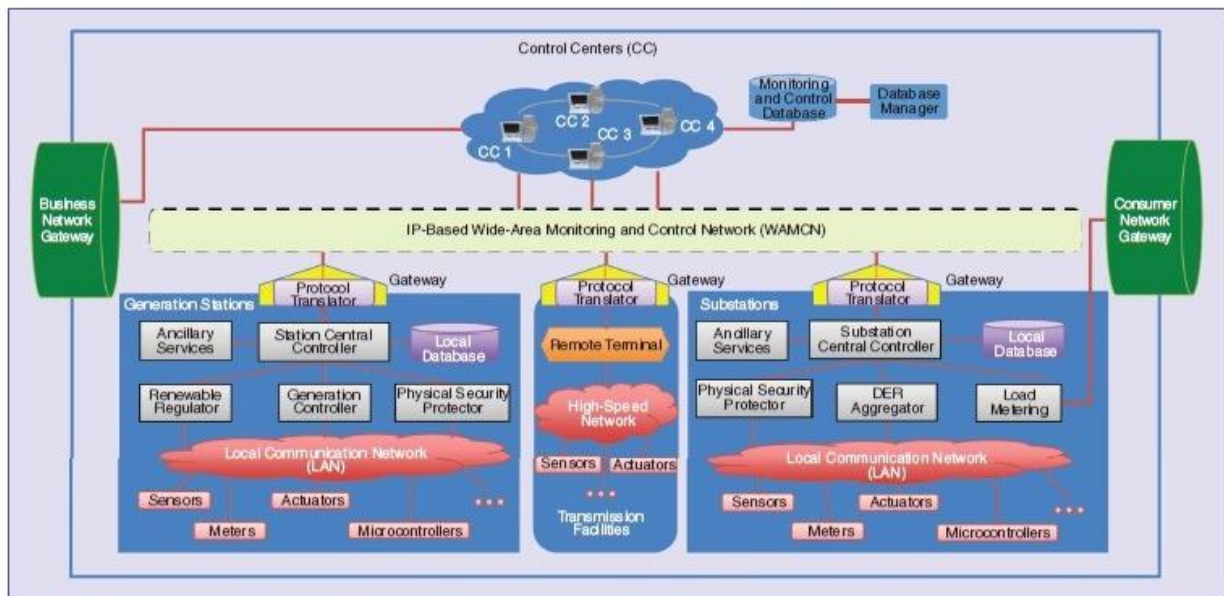 Control Centers (CC)
CC 1
CC 2
CC 3
CC 4
Monitoring
and Control
Database
Database
Manager
Business
Network
Gateway
Consumer
Network
Gateway
IP-Based Wide-Area Monitoring and Control Network (WAMCN)
Generation Stations
Protocol
Translator
Gateway
Ancillary
Services
Station Central
Controller
Local
Database
Renewable
Regulator
Generation
Controller
Physical Security
Protector
Local Communication Network
(LAN)
Sensors
Actuators
Meters
Microcontrollers
Protocol
Translator
Gateway
Remote Terminal
High-Speed
Network
Sensors
Actuators
Transmission
Facilities
Substations
Protocol
Translator
Gateway
Ancillary
Services
Substation
Central Controller
Local
Database
Physical Security
Protector
DER
Aggregator
Load
Metering
Local Communication Network
(LAN)
Sensors
Actuators
Meters
Microcontrollers